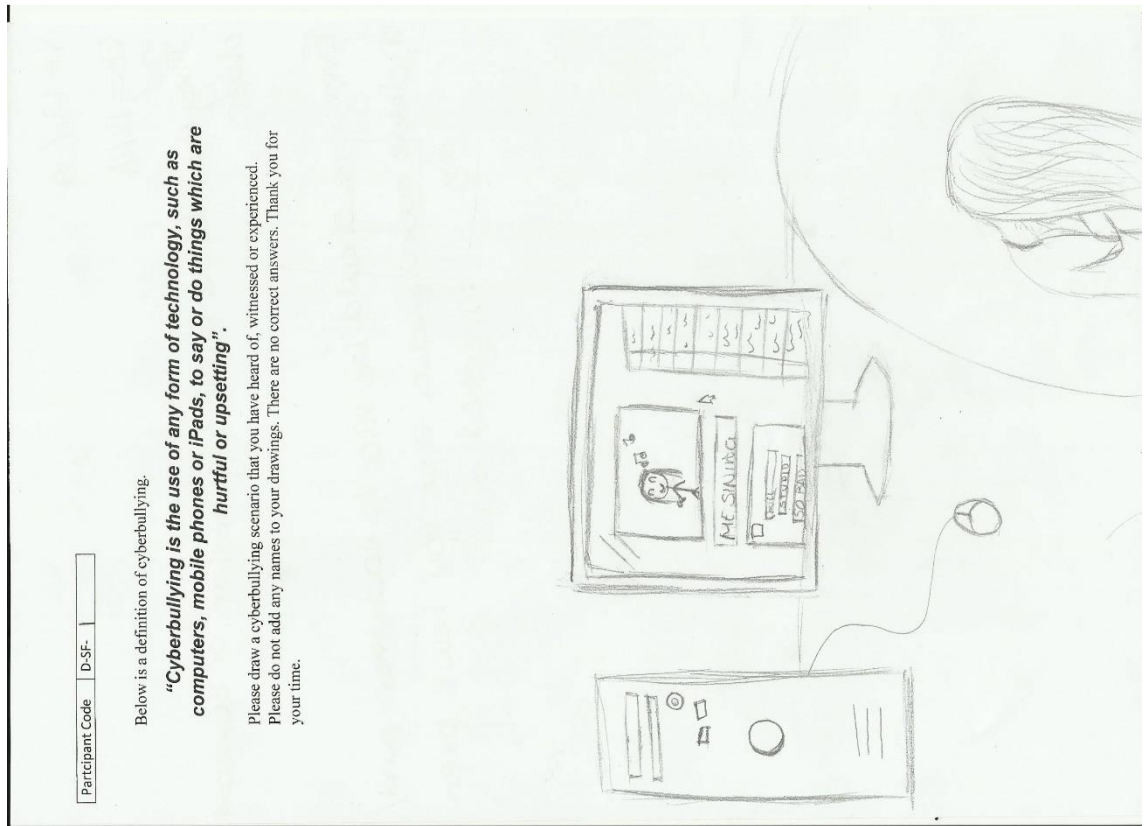 Partcipant Code D-SF-
Below is a definition of cyberbullying.
"Cyberbullying is the use of any form of technology, such as
computers, mobile phones or iPads, to say or do things which are
hurtful or upsetting".
Please draw a cyberbullying scenario that you have heard of, witnessed or experienced.
Please do not add any names to your drawings. There are no correct answers. Thank you for
your time.
ME SINING
STUPID
SO BAD